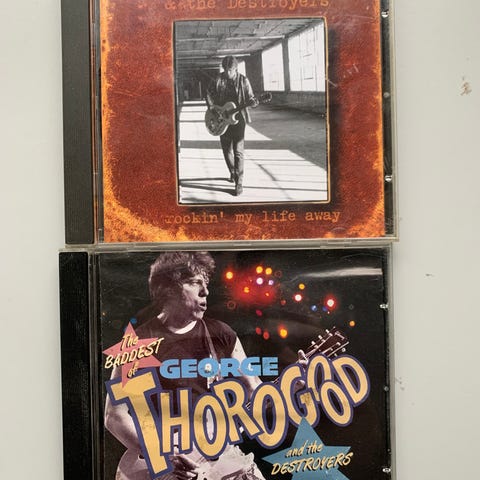 & the Destroyers
rockin' my life away
The
BADDEST
of
GEORGE
THOROGOOD
and the
DESTROYERS